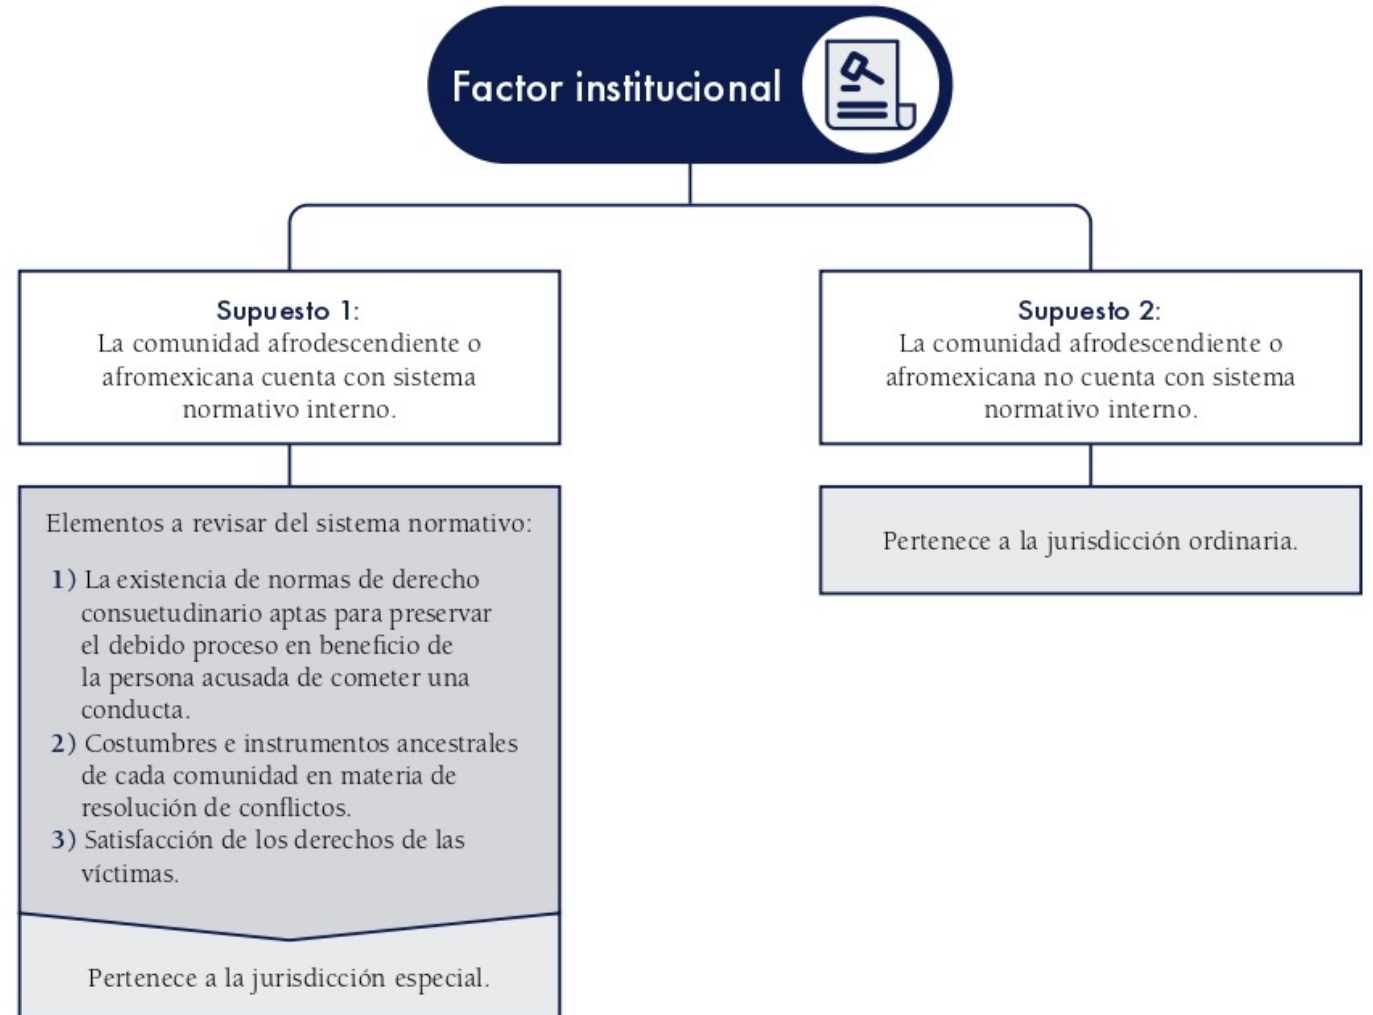 Factor institucional
Supuesto 1:
La comunidad afrodescendiente o
afromexicana cuenta con sistema
normativo interno.
Elementos a revisar del sistema normativo:
1) La existencia de normas de derecho
consuetudinario aptas para preservar
el debido proceso en beneficio de
la persona acusada de cometer una
conducta.
2) Costumbres e instrumentos ancestrales
de cada comunidad en materia de
resolución de conflictos.
3) Satisfacción de los derechos de las
víctimas.
Pertenece a la jurisdicción especial.
Supuesto 2:
La comunidad afrodescendiente o
afromexicana no cuenta con sistema
normativo interno.
Pertenece a la jurisdicción ordinaria.